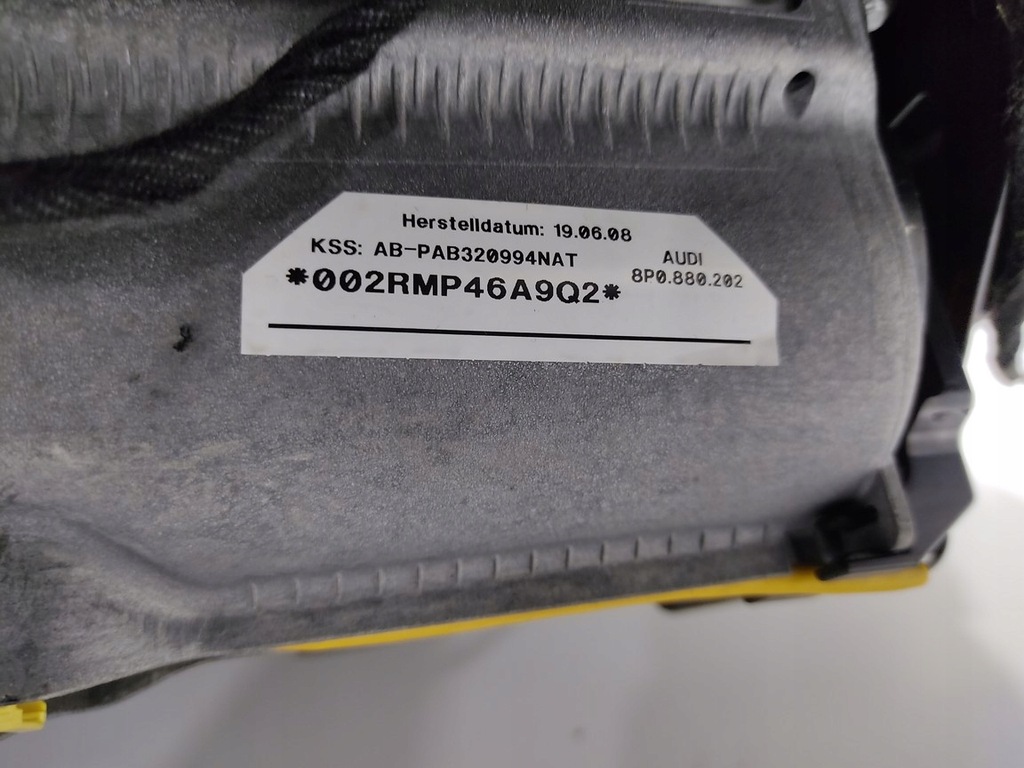 Herstelldatum: 19.06.08
KSS: AB-PAB320994NAT
AUDI
8P0.880.202
*002RMP46A9Q2*